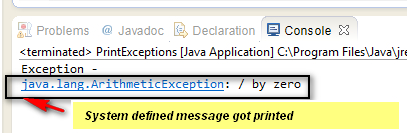 Problems @ Javadoc Declaration Console
<terminated> PrintExceptions [Java Application] C:\Program Files\Java\jre
Exception -
java.lang.ArithmeticException: / by zero
System defined message got printed